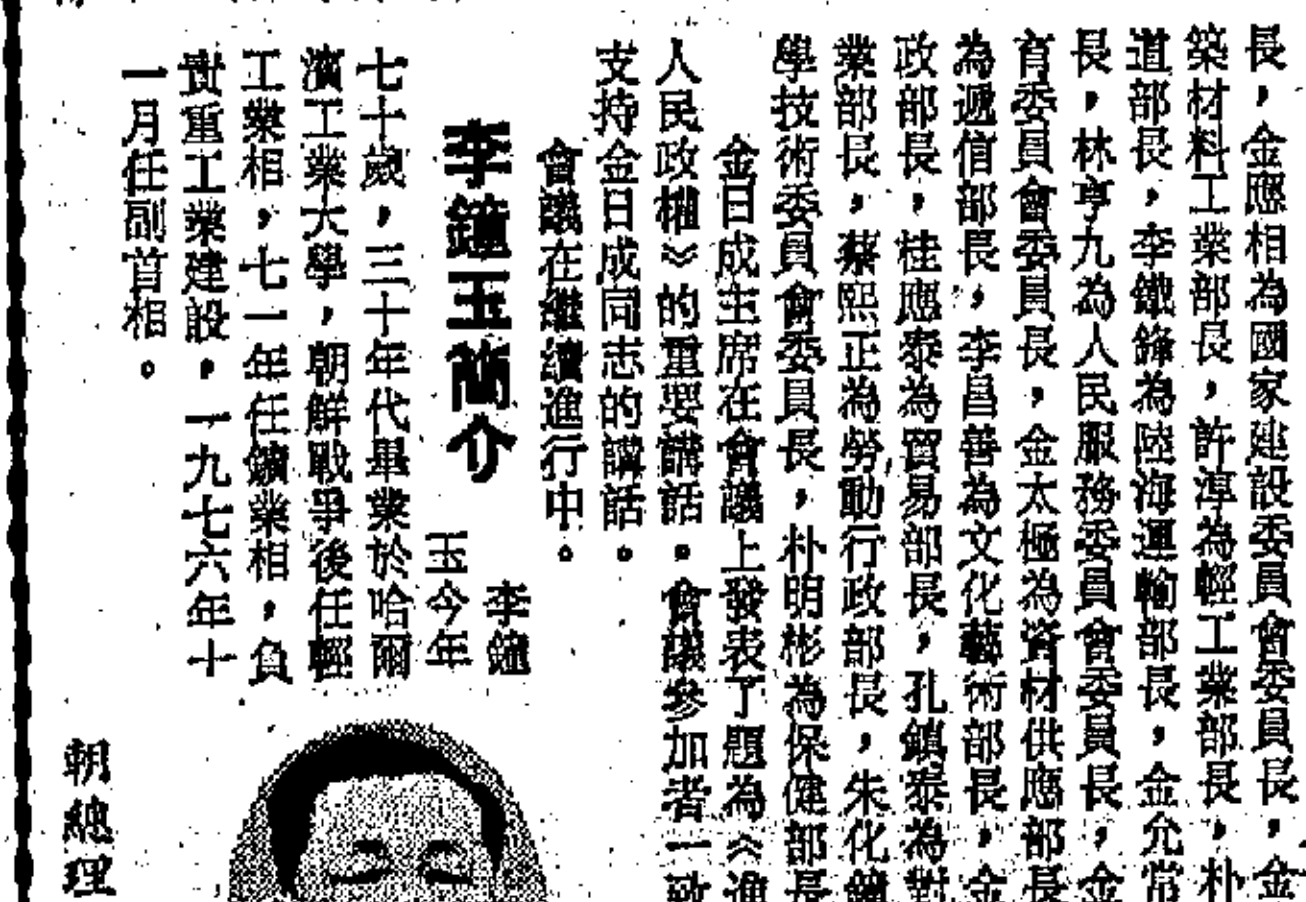 長，金應相為國家建設委員會委員長，金
築材料工業部長，許淳為輕工業部長，朴
道部長，李鐵鋒為陸海運輸部長，金允常
長，林亨九為人民服務委員會委員長，金
育委員會委員長，金太極為資材供應部長
為遞信部長，李昌善為文化藝術部長，金
政部長，桂應泰為貿易部長，孔鎮泰為對
業部長，蔡熙正為勞動行政部長，朱化鐘
學技術委員會委員長，朴明彬為保健部長
金日成主席在會議上發表了題為《進
人民政權》的重要講話。會議參加者一致
支持金日成同志的講話。
會議在繼續進行中。
李鐘玉簡介
李鐘
玉今年
七十歲，三十年代畢業於哈爾
濱工業大學，朝鮮戰爭後任輕
工業相，七一年任鑛業相，負
責重工業建設，一九七六年十
一月任副首相。
朝總理